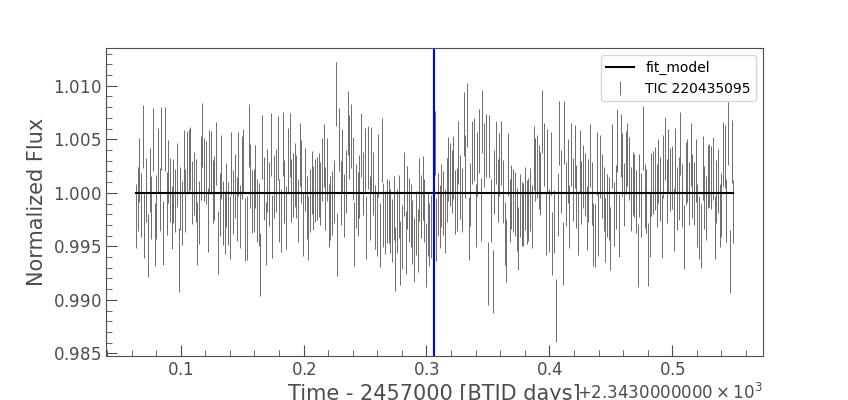 fit_model
TIC 220435095
1.010
1.005
1.000
0.995
0.990
0.985
Normalized Flux
0.1 0.2 0.3 0.4 0.5
Time - 2457000 [BTJD days]
+2.3430000000 × 10³